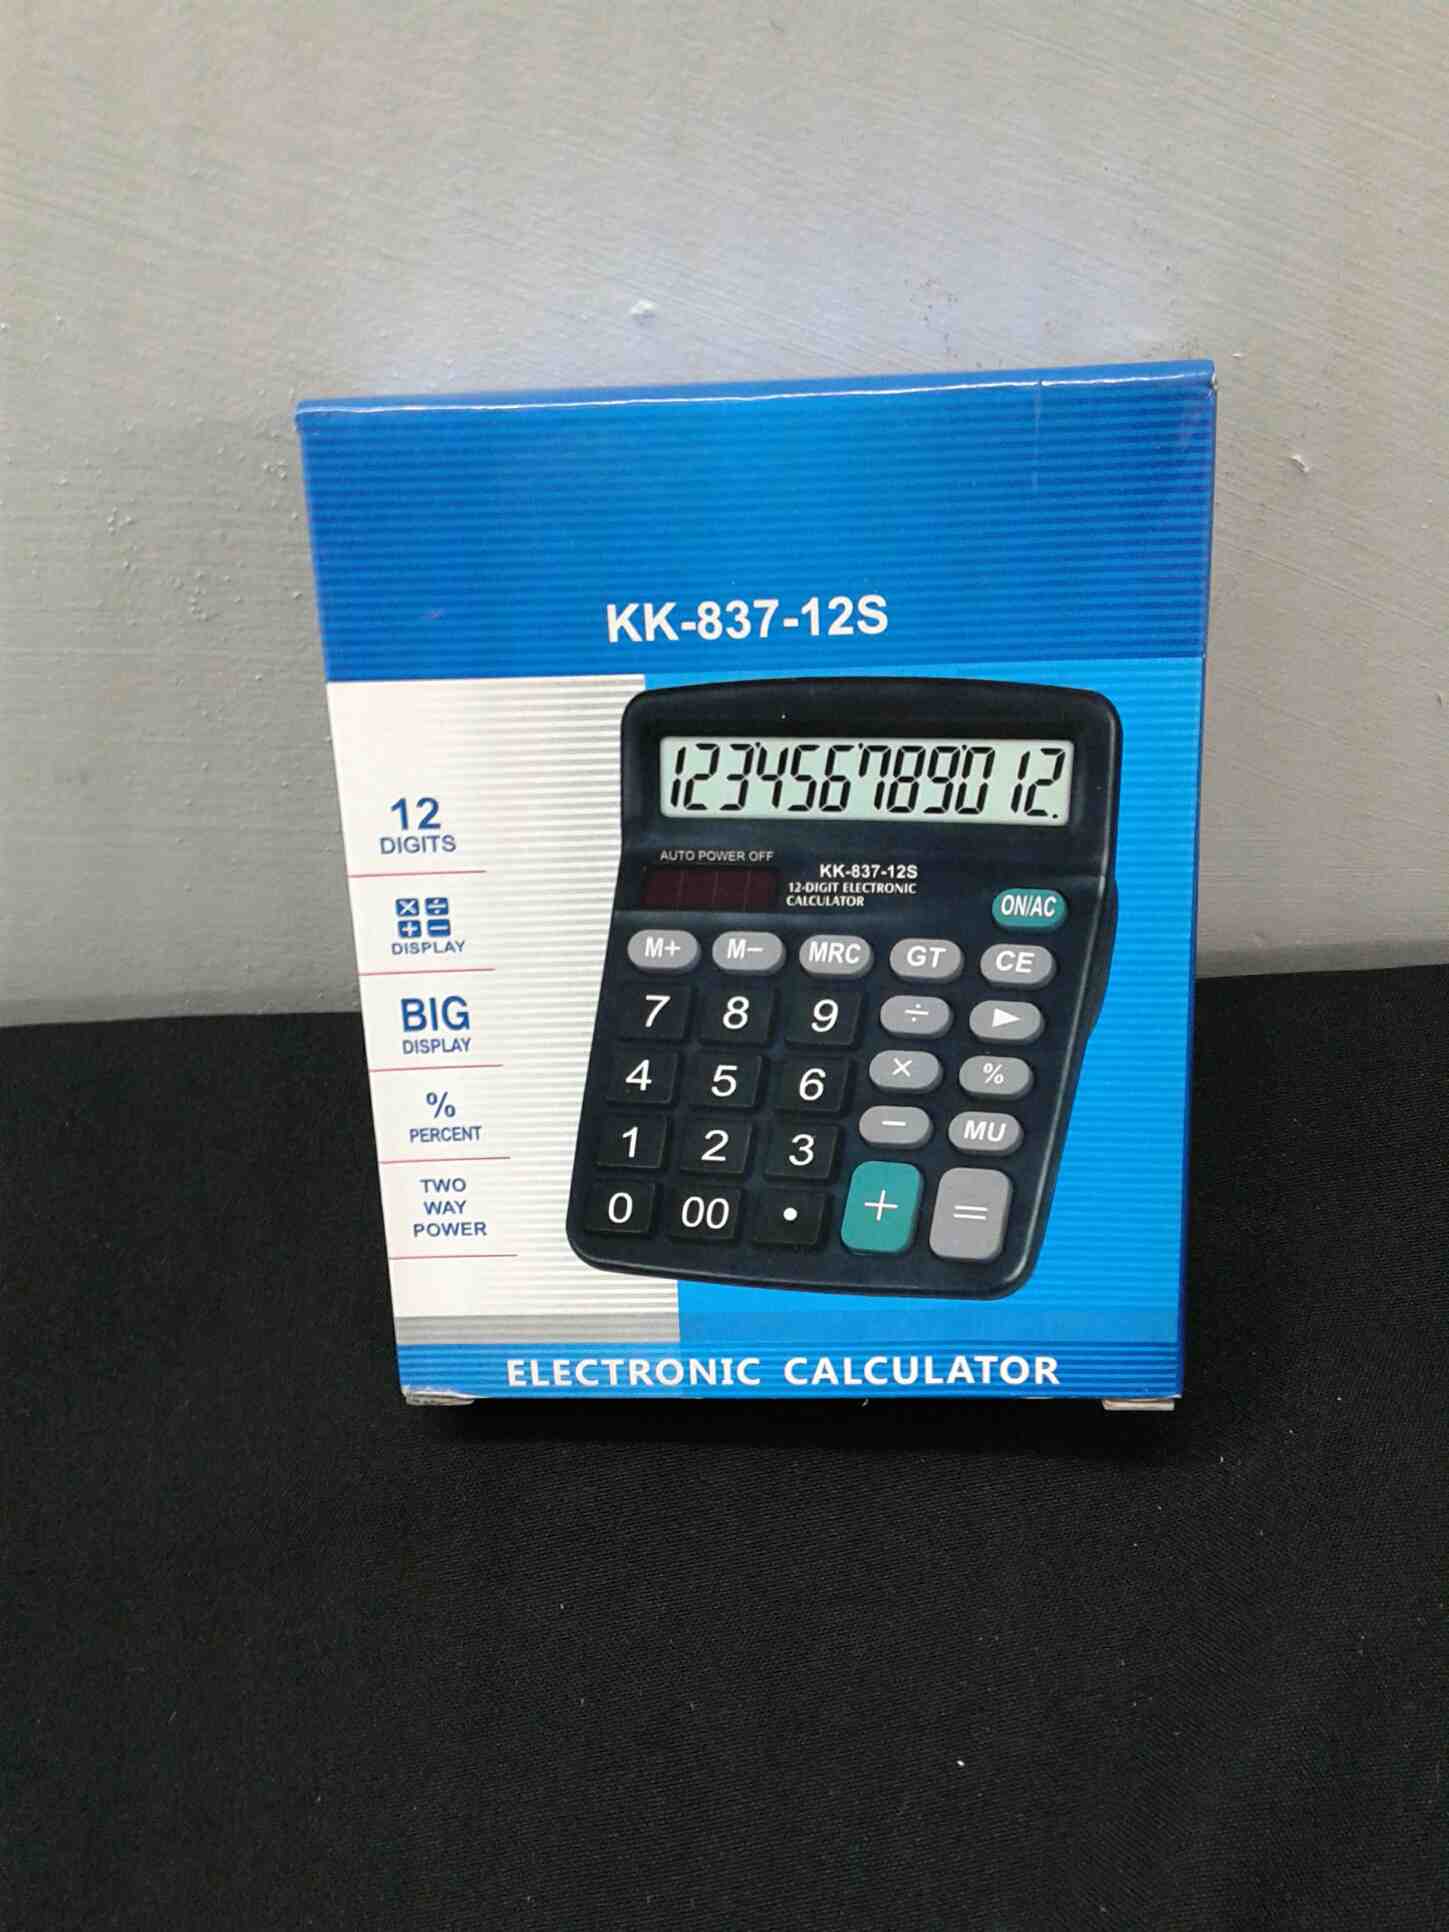 KK-837-12S
123456789012.
AUTO POWER OFF
KK-837-12S
12-DIGIT ELECTRONIC
CALCULATOR
ON/AC
M+ M− MRC GT CE
7 8 9 ÷ ▶
4 5 6 × %
1 2 3 − MU
0 00 • + =
12
DIGITS
× ÷
+ −
DISPLAY
BIG
DISPLAY
%
PERCENT
TWO
WAY
POWER
ELECTRONIC CALCULATOR